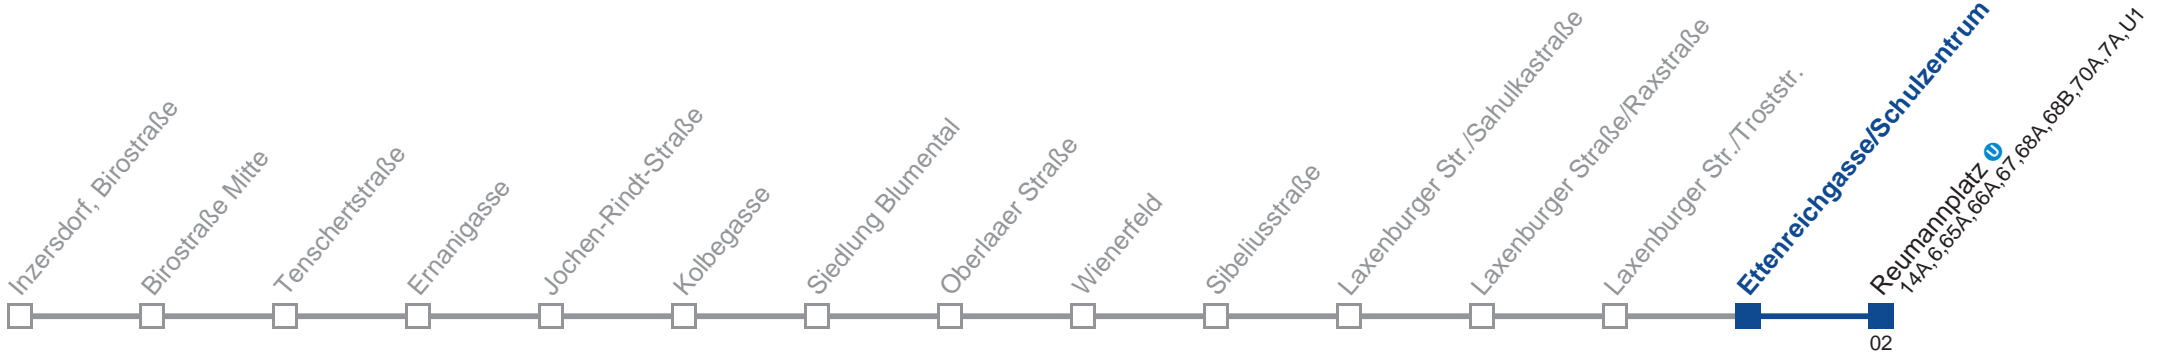 Inzersdorf, Birostraße
Birostraße Mitte
Tenschertstraße
Ernanigasse
Jochen-Rindt-Straße
Kolbegasse
Siedlung Blumental
Oberlaaer Straße
Wienerfeld
Sibeliusstraße
Laxenburger Str./Sahulkastraße
Laxenburger Straße/Raxstraße
Laxenburger Str./Troststr.
Ettenreichgasse/Schulzentrum
Reumannplatz U
14A,6,65A,66A,67,68A,68B,70A,7A,U1
02